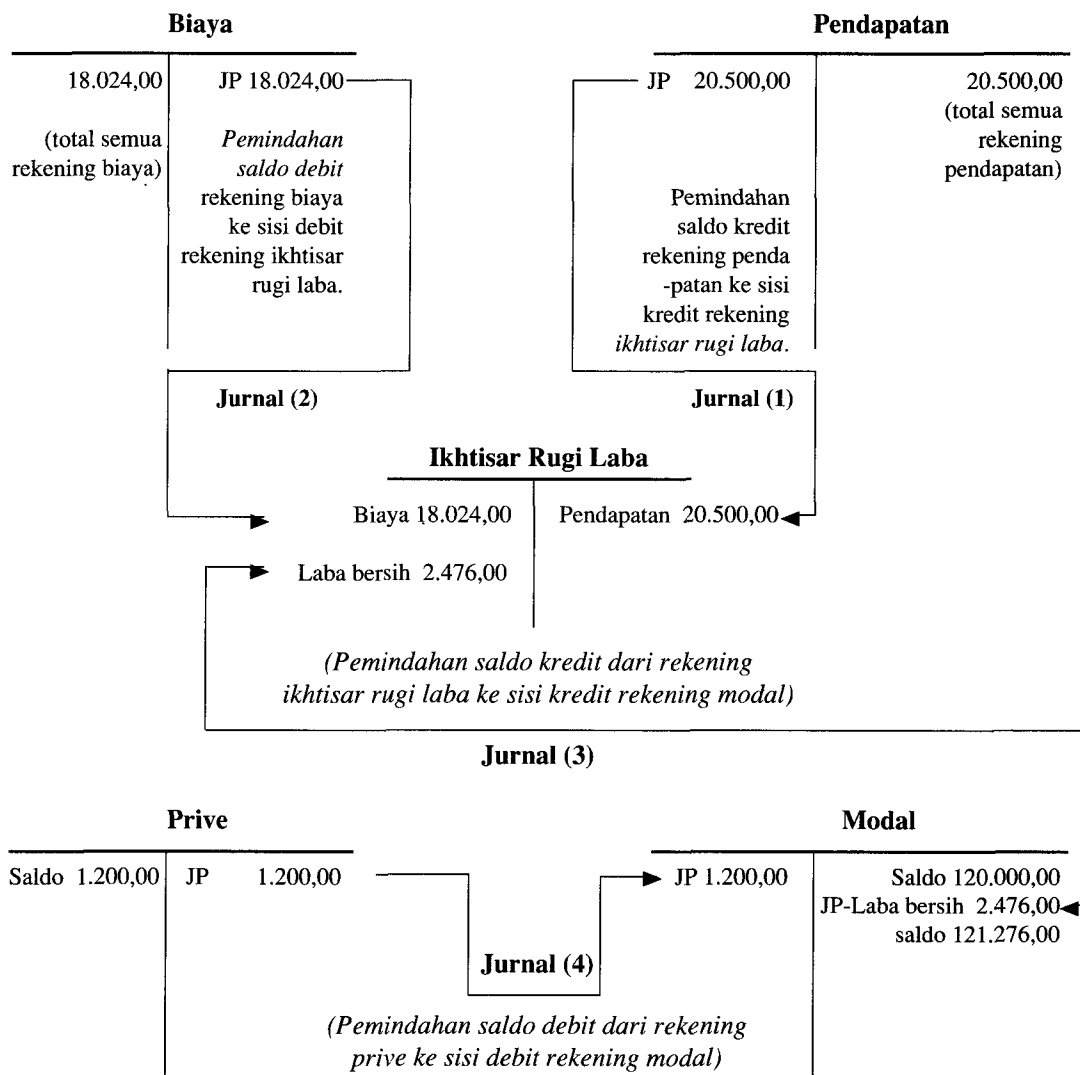 Biaya
18.024,00
JP 18.024,00
(total semua
rekening biaya)
Pemindahan
saldo debit
rekening biaya
ke sisi debit
rekening ikhtisar
rugi laba.
Pendapatan
JP 20.500,00
20.500,00
(total semua
rekening
pendapatan)
Pemindahan
saldo kredit
rekening penda
-patan ke sisi
kredit rekening
ikhtisar rugi laba.
Jurnal (2)
Jurnal (1)
Ikhtisar Rugi Laba
Biaya 18.024,00
Pendapatan 20.500,00
Laba bersih 2.476,00
(Pemindahan saldo kredit dari rekening
ikhtisar rugi laba ke sisi kredit rekening modal)
Jurnal (3)
Prive
Saldo 1.200,00
JP 1.200,00
Modal
JP 1.200,00
Saldo 120.000,00
JP-Laba bersih 2.476,00
saldo 121.276,00
Jurnal (4)
(Pemindahan saldo debit dari rekening
prive ke sisi debit rekening modal)